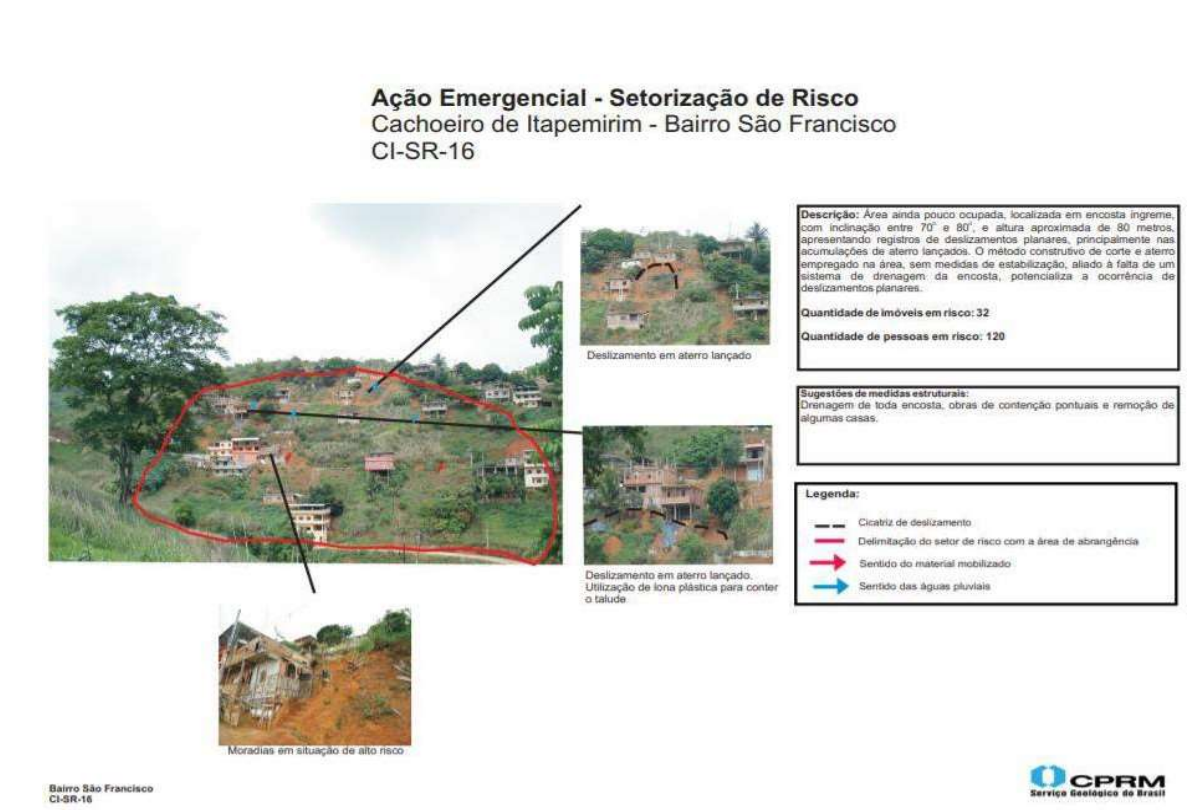 Ação Emergencial - Setorização de Risco
Cachoeiro de Itapemirim - Bairro São Francisco
CI-SR-16
Descrição: Área ainda pouco ocupada, localizada em encosta ingreme,
com inclinação entre 70° e 80°, e altura aproximada de 80 metros,
apresentando registros de deslizamentos planares, principalmente nas
acumulações de aterro lançados. O método construtivo de corte e aterro
empregado na área, sem medidas de estabilização, aliado à falta de um
sistema de drenagem da encosta, potencializa a ocorrência de
deslizamentos planares.
Quantidade de imóveis em risco: 32
Quantidade de pessoas em risco: 120
Deslizamento em aterro lançado
Sugestões de medidas estruturais:
Drenagem de toda encosta, obras de contenção pontuais e remoção de
algumas casas.
Legenda:
Cicatriz de deslizamento
Delimitação do setor de risco com a área de abrangência
Sentido do material mobilizado
Sentido das águas pluviais
Deslizamento em aterro lançado.
Utilização de lona plástica para conter
o talude
Moradias em situação de alto risco
Bairro São Francisco
CI-SR-16
CPRM
Serviço Geológico do Brasil